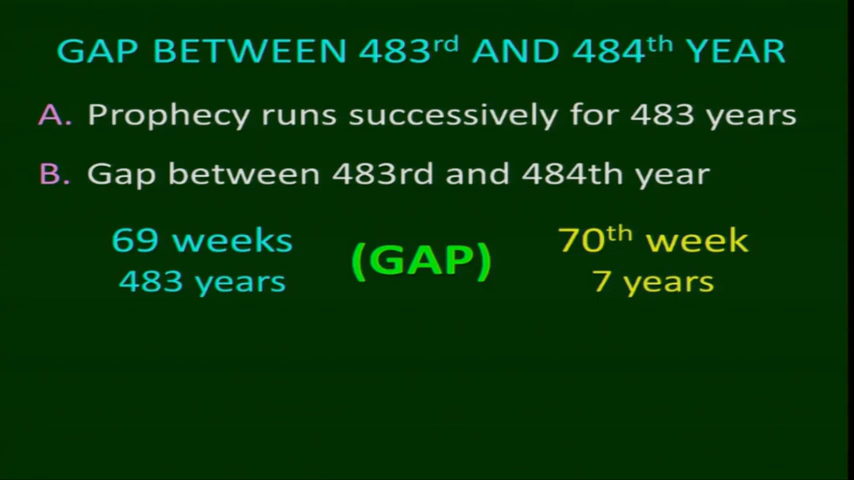 GAP BETWEEN 483rd AND 484th YEAR
A. Prophecy runs successively for 483 years
B. Gap between 483rd and 484th year
69 weeks
483 years
(GAP)
70th week
7 years